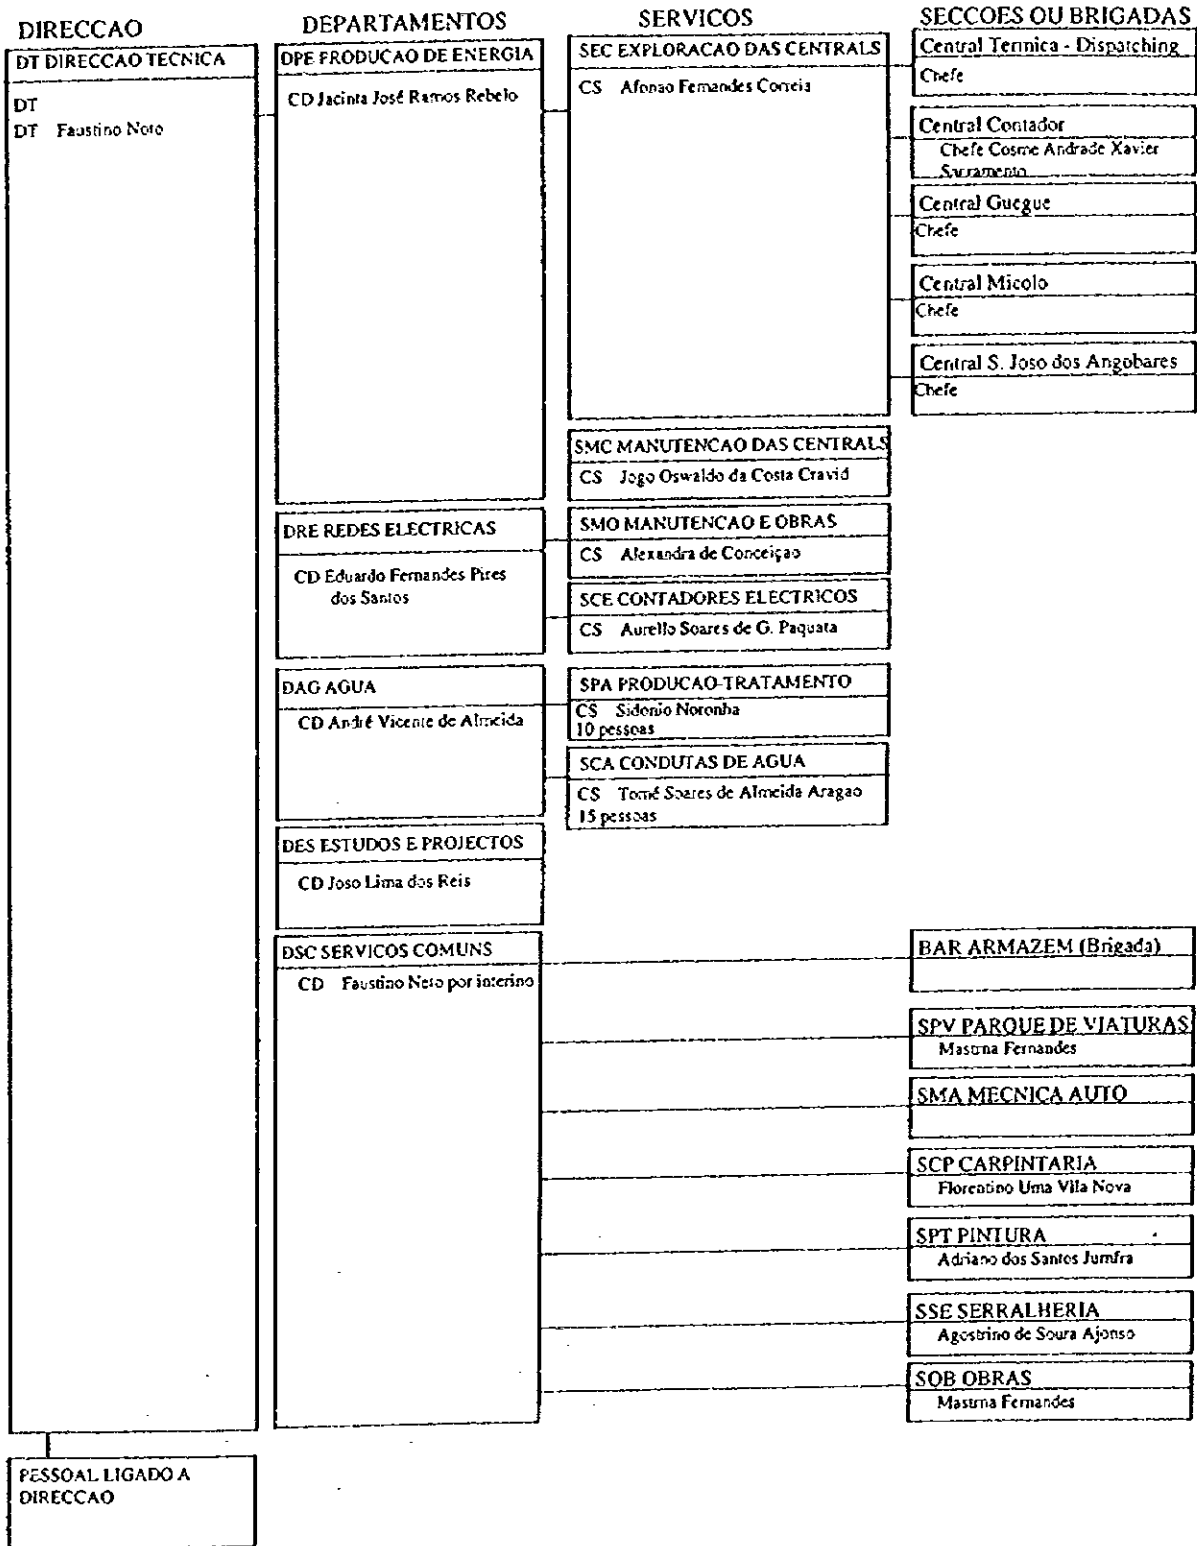 DIRECCAO
DT DIRECCAO TECNICA
DT
DT Faustino Neto
PESSOAL LIGADO A
DIRECCAO
DEPARTAMENTOS
DPE PRODUCAO DE ENERGIA
CD Jacinta José Ramos Rebelo
DRE REDES ELECTRICAS
CD Eduardo Fernandes Pires
dos Santos
DAG AGUA
CD André Vicente de Almeida
DES ESTUDOS E PROJECTOS
CD Joso Lima dos Reis
DSC SERVICOS COMUNS
CD Faustino Neto por interino
SERVICOS
SEC EXPLORACAO DAS CENTRALS
CS Afonao Fernandes Correia
SMC MANUTENCAO DAS CENTRALS
CS Jogo Oswaldo da Costa Cravid
SMO MANUTENCAO E OBRAS
CS Alexandra de Conceiçao
SCE CONTADORES ELECTRICOS
CS Aurello Soares de G. Paquata
SPA PRODUCAO-TRATAMENTO
CS Sidonio Noronha
10 pessoas
SCA CONDUTAS DE AGUA
CS Tomé Soares de Almeida Aragao
15 pessoas
SECCOES OU BRIGADAS
Central Termica - Dispatching
Chefe
Central Contador
Chefe Cosme Andrade Xavier
Sacramento
Central Guegue
Chefe
Central Micolo
Chefe
Central S. Joso dos Angobares
Chefe
BAR ARMAZEM (Brigada)
SPV PARQUE DE VIATURAS
Mastrna Fernandes
SMA MECNICA AUTO
SCP CARPINTARIA
Florentino Uma Vila Nova
SPT PINTURA
Adriano dos Santos Jumfra
SSE SERRALHERIA
Agostrino de Soura Ajonso
SOB OBRAS
Mastrna Fernandes